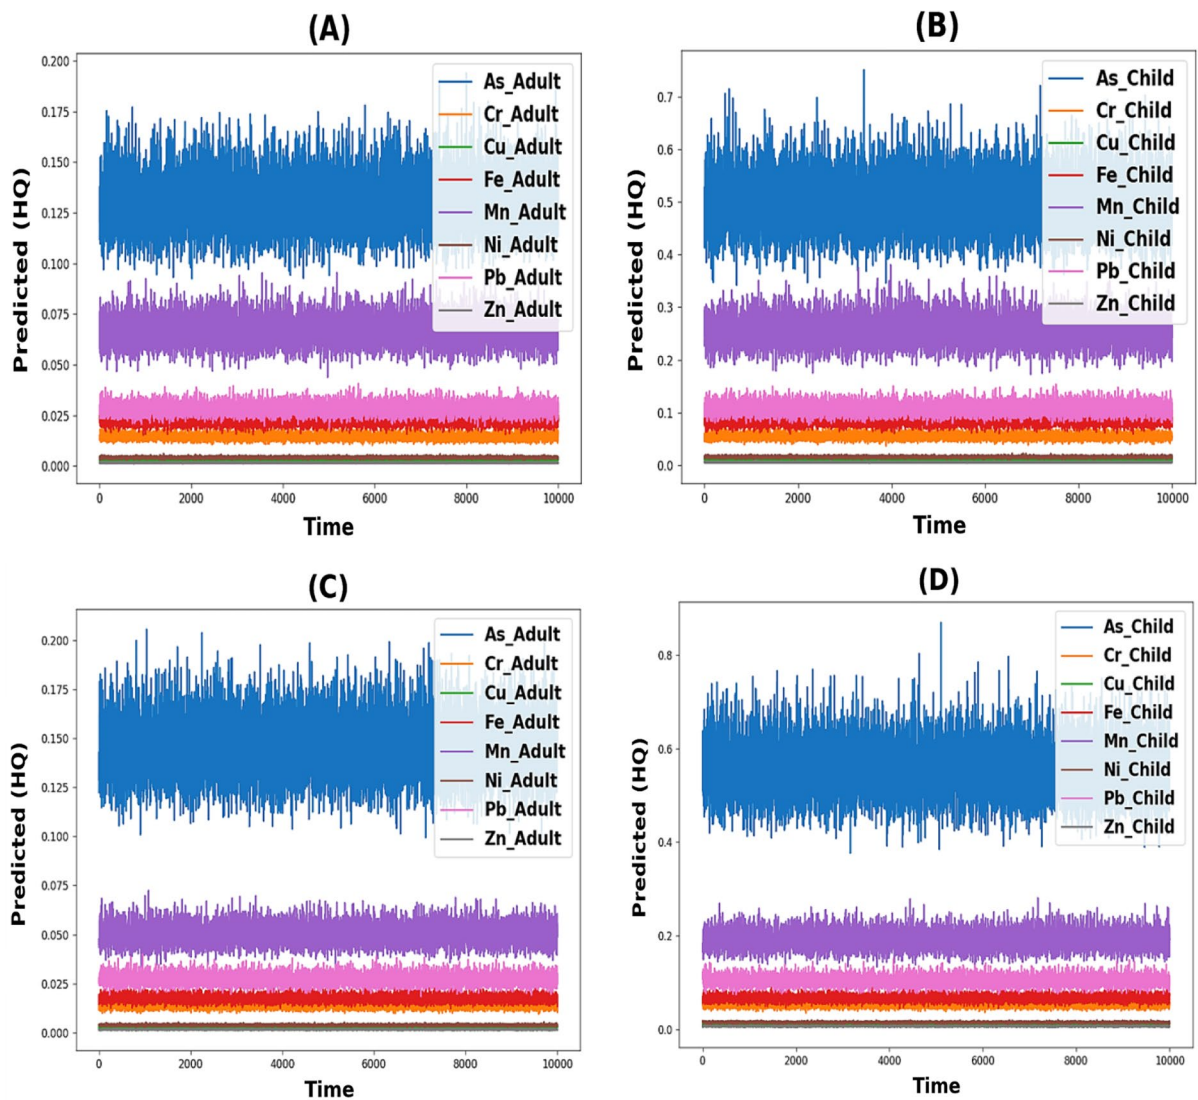 (A)
0.200
0.175
0.150
0.125
0.100
0.075
0.050
0.025
0.000
Predicted (HQ)
As_Adult
Cr_Adult
Cu_Adult
Fe_Adult
Mn_Adult
Ni_Adult
Pb_Adult
Zn_Adult
0 2000 4000 6000 8000 10000
Time
(B)
0.7
0.6
0.5
0.4
0.3
0.2
0.1
0.0
Predicted (HQ)
As_Child
Cr_Child
Cu_Child
Fe_Child
Mn_Child
Ni_Child
Pb_Child
Zn_Child
0 2000 4000 6000 8000 10000
Time
(C)
0.200
0.175
0.150
0.125
0.100
0.075
0.050
0.025
0.000
Predicted (HQ)
As_Adult
Cr_Adult
Cu_Adult
Fe_Adult
Mn_Adult
Ni_Adult
Pb_Adult
Zn_Adult
0 2000 4000 6000 8000 10000
Time
(D)
0.8
0.6
0.4
0.2
0.0
Predicted (HQ)
As_Child
Cr_Child
Cu_Child
Fe_Child
Mn_Child
Ni_Child
Pb_Child
Zn_Child
0 2000 4000 6000 8000 10000
Time